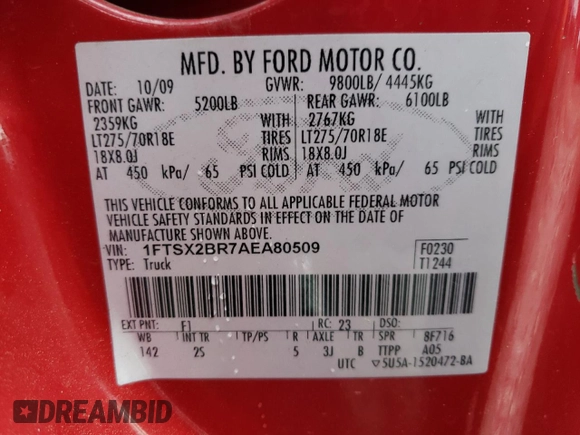 MFD. BY FORD MOTOR CO.
DATE: 10/09 GVWR: 9800LB/ 4445KG
FRONT GAWR: 5200LB REAR GAWR: 6100LB
2359KG WITH 2767KG WITH
LT275/70R18E TIRES LT275/70R18E TIRES
18X8.0J RIMS 18X8.0J RIMS
AT 450 kPa/ 65 PSI COLD AT 450 kPa/ 65 PSI COLD
THIS VEHICLE CONFORMS TO ALL APPLICABLE FEDERAL MOTOR
VEHICLE SAFETY STANDARDS IN EFFECT ON THE DATE OF
MANUFACTURE SHOWN ABOVE.
VIN: 1FTSX2BR7AEA80509 F0230
TYPE: Truck T1244
EXT PNT: F1 RC: 23 DSO:
WB INT TR TP/PS R AXLE TR SPR 8F716
142 2S 5 3J B TTPP A05
UTC ▽5U5A-1520472-BA
Ford
DREAMBID